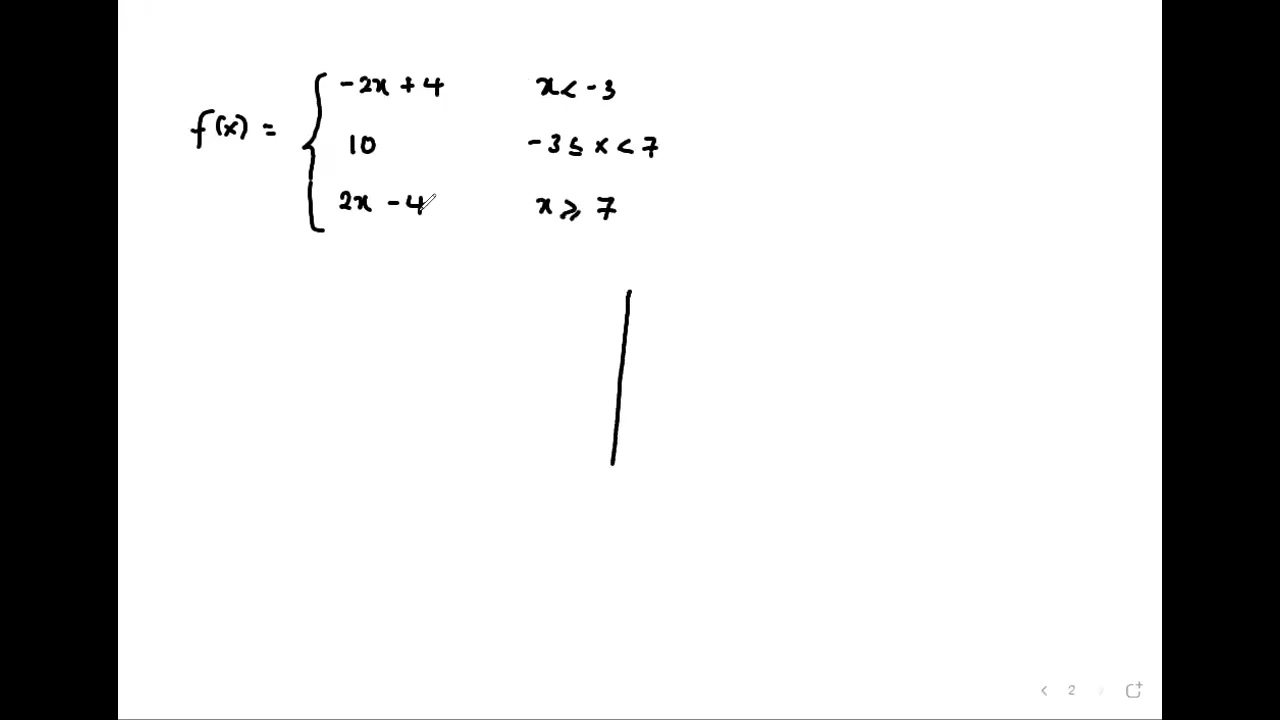 f(x) = { -2x + 4    x < -3
10    -3 ≤ x < 7
2x - 4    x ≥ 7
2